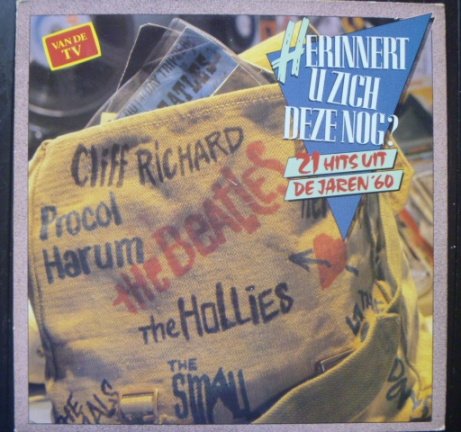 VAN DE
TV
HERINNERT
U ZICH
DEZE NOG?
21 HITS UIT
DE JAREN '60
Cliff RICHARD
Procol
Harum
the BEATLES
THE HOLLIES
THE
SMALL